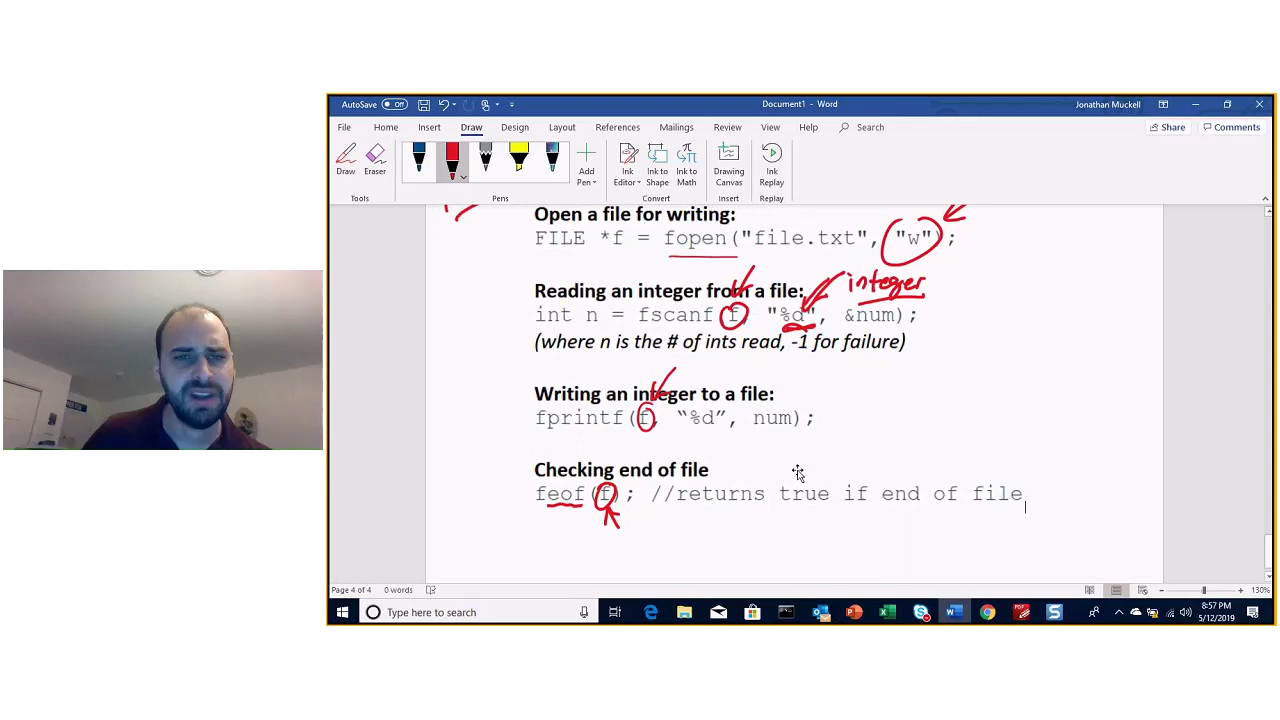 AutoSave Off Document1 - Word Jonathan Muckell
File Home Insert Draw Design Layout References Mailings Review View Help Search Share Comments
Draw Eraser Add Pen Ink Editor Ink to Shape Ink to Math Drawing Canvas Ink Replay
Tools Pens Convert Insert Replay
Open a file for writing:
FILE *f = fopen("file.txt", "w");
integer
Reading an integer from a file:
int n = fscanf(f, "%d", &num);
(where n is the # of ints read, -1 for failure)
Writing an integer to a file:
fprintf(f, “%d”, num);
Checking end of file
feof(f); //returns true if end of file
Page 4 of 4 0 words 130%
Type here to search 8:57 PM
5/12/2019